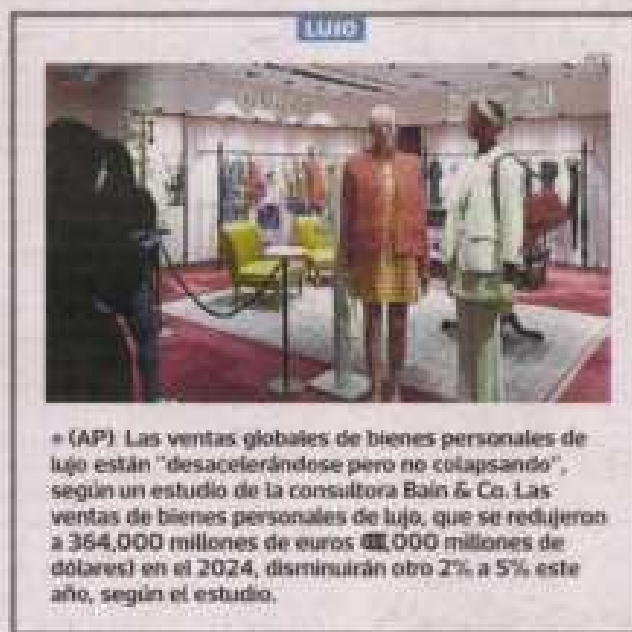 LUJO
(AP) Las ventas globales de bienes personales de
lujo están "desacelerándose pero no colapsando",
según un estudio de la consultora Bain & Co. Las
ventas de bienes personales de lujo, que se redujeron
a 364,000 millones de euros ,000 millones de
dólares) en el 2024, disminuirán otro 2% a 5% este
año, según el estudio.